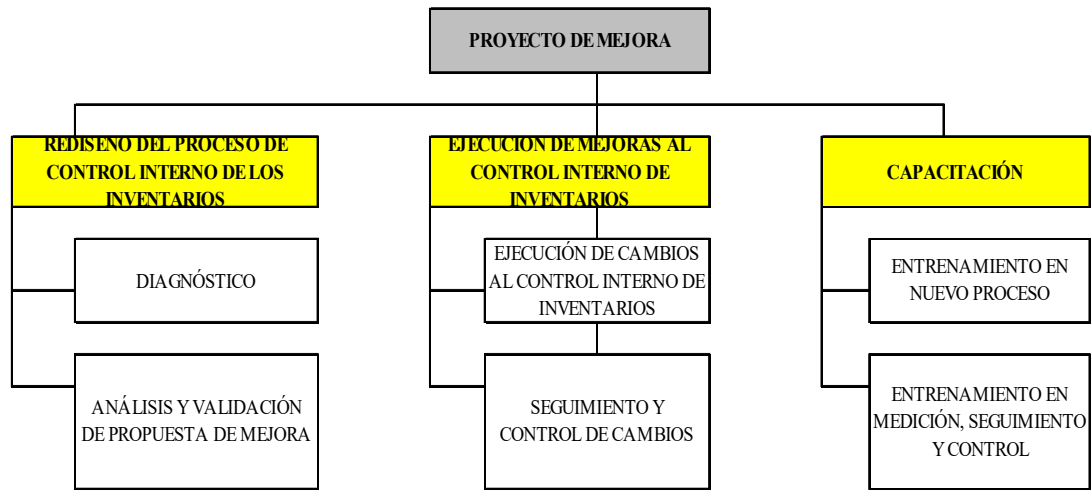 PROYECTO DE MEJORA
REDISEÑO DEL PROCESO DE
CONTROL INTERNO DE LOS
INVENTARIOS
EJECUCIÓN DE MEJORAS AL
CONTROL INTERNO DE
INVENTARIOS
CAPACITACIÓN
DIAGNÓSTICO
EJECUCIÓN DE CAMBIOS
AL CONTROL INTERNO DE
INVENTARIOS
ENTRENAMIENTO EN
NUEVO PROCESO
ANÁLISIS Y VALIDACIÓN
DE PROPUESTA DE MEJORA
SEGUIMIENTO Y
CONTROL DE CAMBIOS
ENTRENAMIENTO EN
MEDICIÓN, SEGUIMIENTO
Y CONTROL